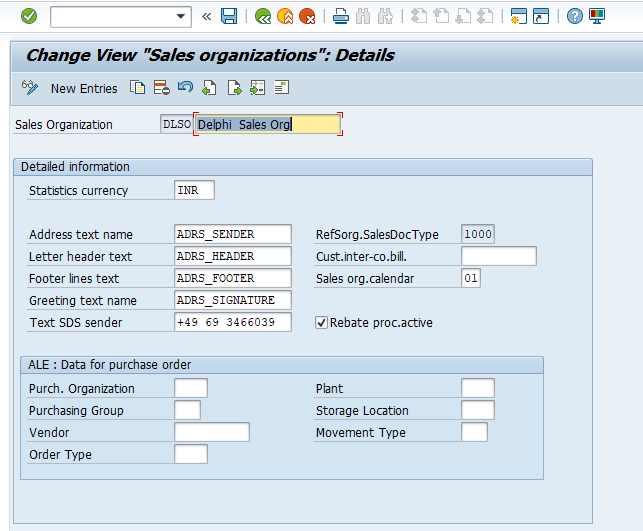 Change View "Sales organizations": Details
New Entries
Sales Organization DLSO Delphi Sales Org
Detailed information
Statistics currency INR
Address text name ADRS_SENDER RefSorg.SalesDocType 1000
Letter header text ADRS_HEADER Cust.inter-co.bill.
Footer lines text ADRS_FOOTER Sales org.calendar 01
Greeting text name ADRS_SIGNATURE
Text SDS sender +49 69 3466039 Rebate proc.active
ALE : Data for purchase order
Purch. Organization Plant
Purchasing Group Storage Location
Vendor Movement Type
Order Type